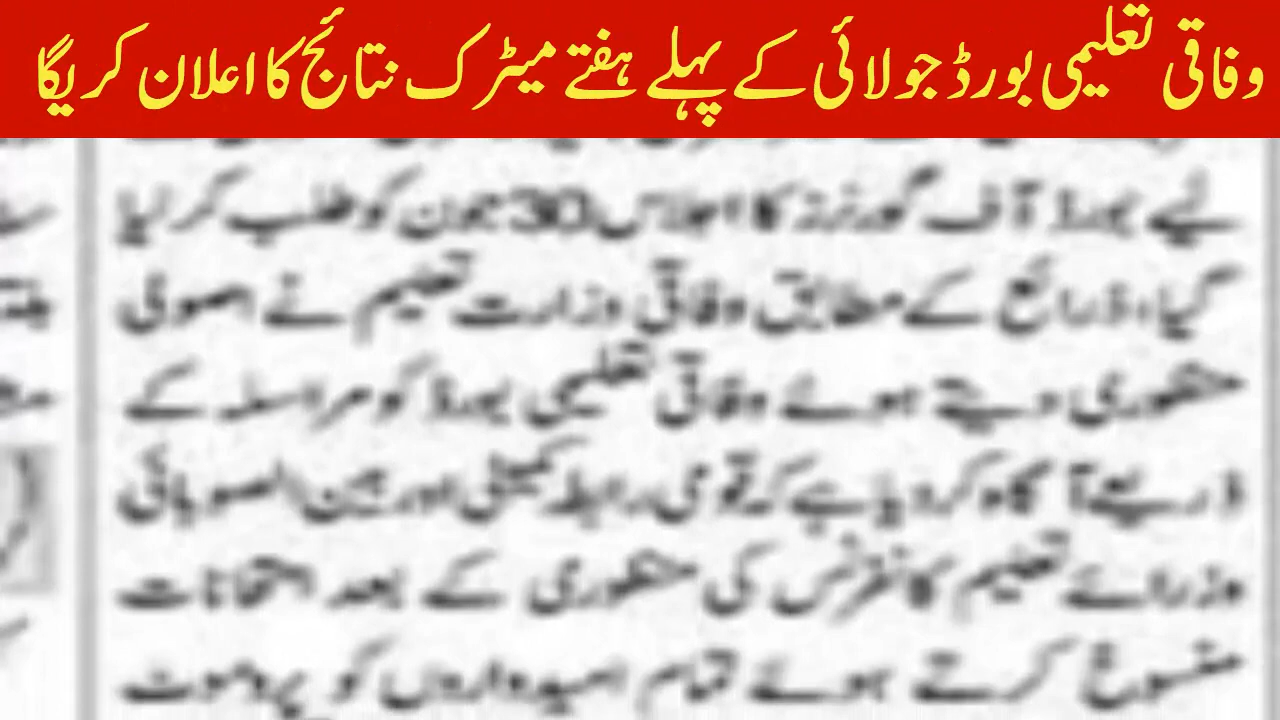 وفاقی تعلیمی بورڈ جولائی کے پہلے ہفتے میٹرک نتائج کا اعلان کریگا
لیے بورڈ آف گورنرز کا اجلاس 30 جون کو طلب کر لیا
گیا، ذرائع کے مطابق وفاقی وزارت تعلیم نے اصولی
منظوری دیتے ہوئے وفاقی تعلیمی بورڈ کو مراسلہ کے
ذریعے آگاہ کر دیا ہے کہ قومی رابطہ کمیٹی اور بین الصوبائی
وزرائے تعلیم کانفرنس کی منظوری کے بعد امتحانات
منسوخ کرتے ہوئے تمام امیدواروں کو پروموٹ